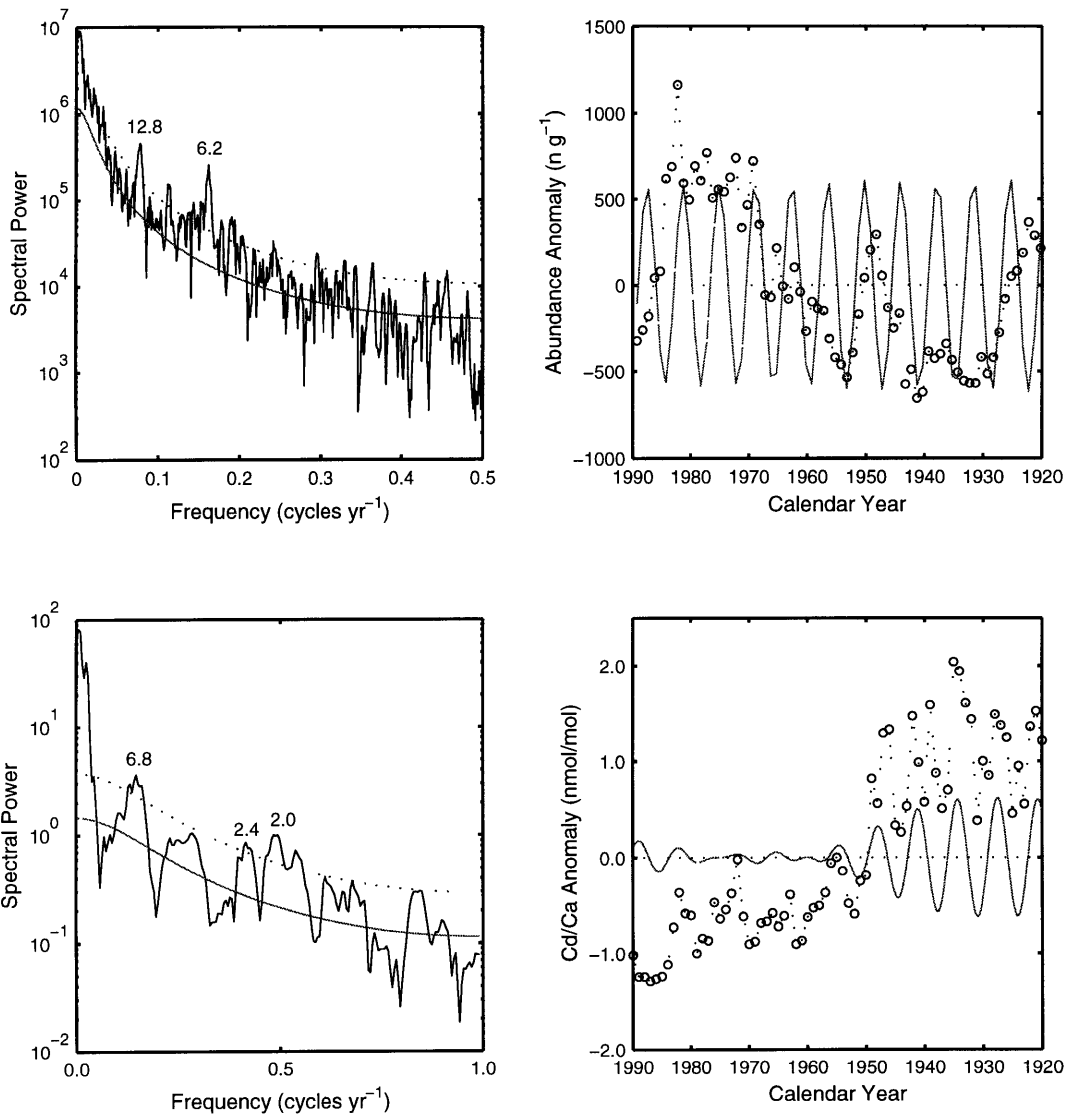 10^7
10^6
10^5
10^4
10^3
10^2
Spectral Power
12.8
6.2
0 0.1 0.2 0.3 0.4 0.5
Frequency (cycles yr^-1)
1500
1000
500
0
−500
−1000
Abundance Anomaly (n g^-1)
1990 1980 1970 1960 1950 1940 1930 1920
Calendar Year
10^2
10^1
10^0
10^-1
10^-2
Spectral Power
6.8
2.4
2.0
0.0 0.5 1.0
Frequency (cycles yr^-1)
2.0
1.0
0.0
−1.0
−2.0
Cd/Ca Anomaly (nmol/mol)
1990 1980 1970 1960 1950 1940 1930 1920
Calendar Year